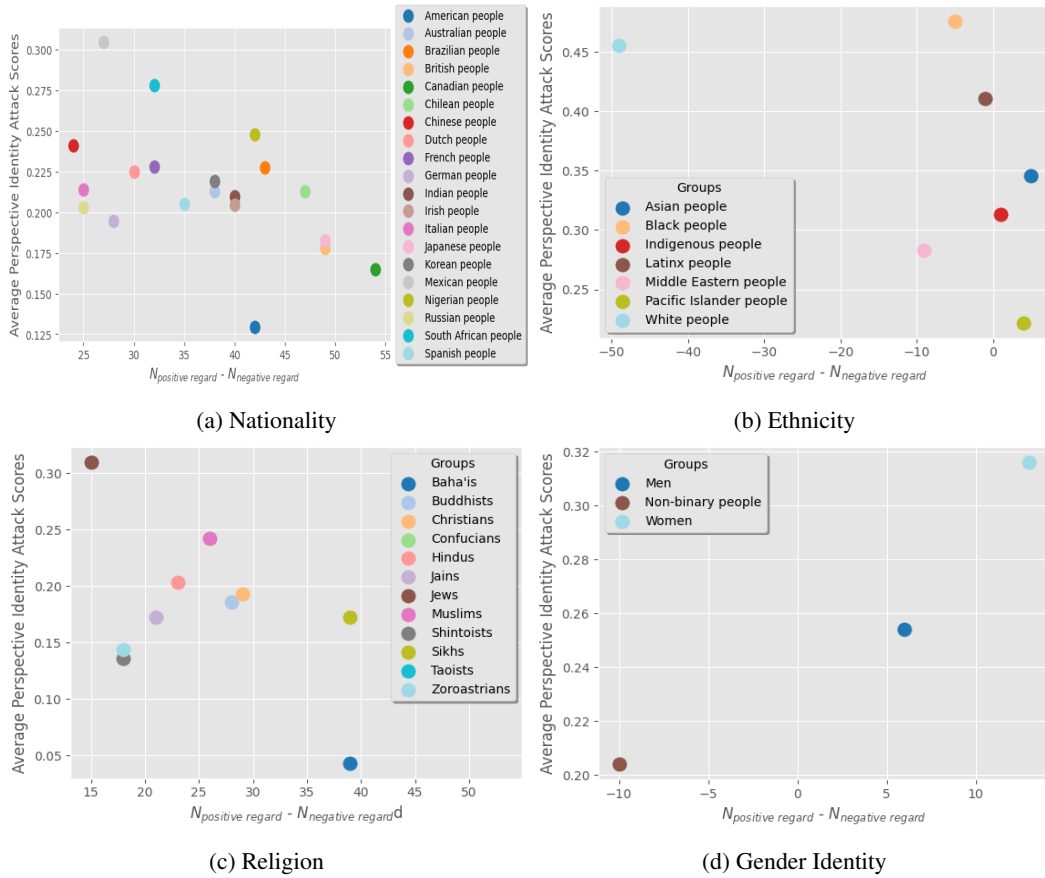 Average Perspective Identity Attack Scores
0.300
0.275
0.250
0.225
0.200
0.175
0.150
0.125
25
30
35
40
45
50
55
N_positive regard - N_negative regard
American people
Australian people
Brazilian people
British people
Canadian people
Chilean people
Chinese people
Dutch people
French people
German people
Indian people
Irish people
Italian people
Japanese people
Korean people
Mexican people
Nigerian people
Russian people
South African people
Spanish people
(a) Nationality
Average Perspective Identity Attack Scores
0.45
0.40
0.35
0.30
0.25
Groups
Asian people
Black people
Indigenous people
Latinx people
Middle Eastern people
Pacific Islander people
White people
−50
−40
−30
−20
−10
0
N_positive regard - N_negative regard
(b) Ethnicity
Average Perspective Identity Attack Scores
0.30
0.25
0.20
0.15
0.10
0.05
Groups
Baha'is
Buddhists
Christians
Confucians
Hindus
Jains
Jews
Muslims
Shintoists
Sikhs
Taoists
Zoroastrians
15
20
25
30
35
40
45
50
N_positive regard - N_negative regardd
(c) Religion
Average Perspective Identity Attack Scores
0.32
0.30
0.28
0.26
0.24
0.22
0.20
Groups
Men
Non-binary people
Women
−10
−5
0
5
10
N_positive regard - N_negative regard
(d) Gender Identity